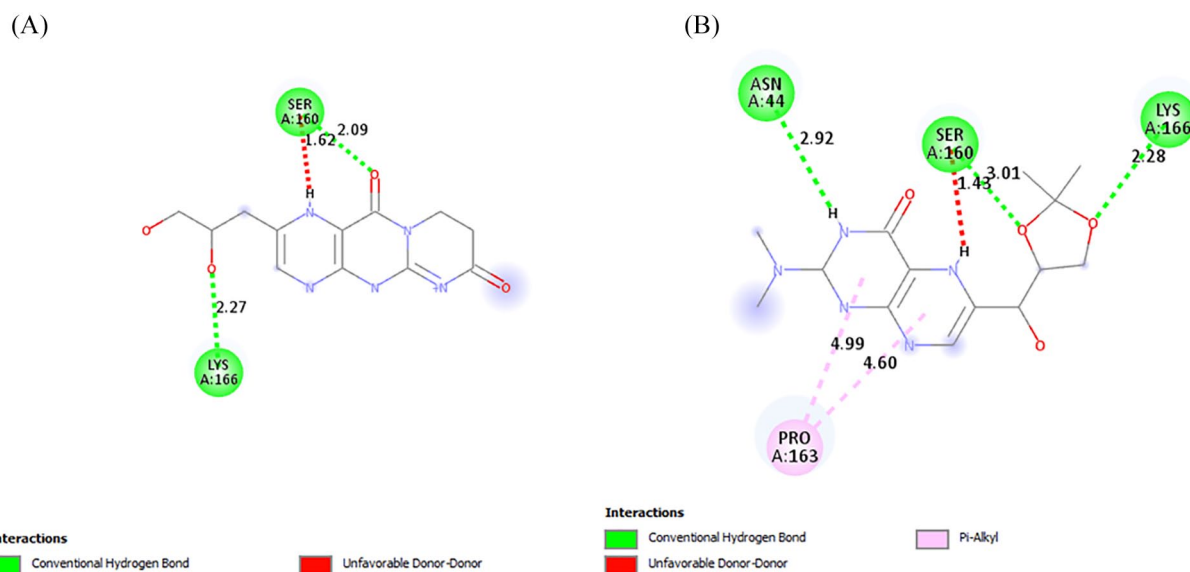 (A)
(B)
SER
A:160
1.62
2.09
H
N
O
N
O
O
N
N
N
O
2.27
LYS
A:166
ASN
A:44
2.92
SER
A:160
1.43
3.01
LYS
A:166
2.28
H
N
O
H
N
O
O
N
N
N
O
4.99
4.60
PRO
A:163
Interactions
Conventional Hydrogen Bond
Unfavorable Donor-Donor
Interactions
Conventional Hydrogen Bond
Pi-Alkyl
Unfavorable Donor-Donor